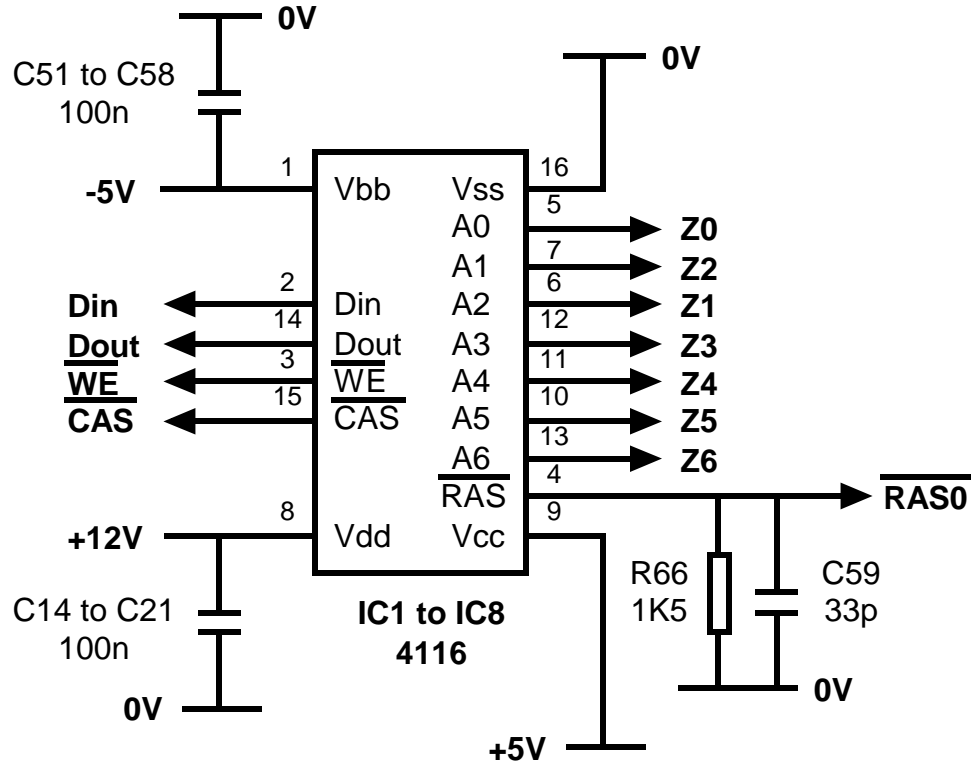 0V
C51 to C58
100n
-5V
1
Vbb
Vss
16
0V
5
A0
Z0
7
A1
Z2
2
Din
Din
6
A2
Z1
14
Dout
Dout
12
A3
Z3
3
WE
WE
11
A4
Z4
15
CAS
CAS
10
A5
Z5
13
A6
Z6
4
RAS
RAS0
8
+12V
Vdd
Vcc
9
C14 to C21
100n
0V
IC1 to IC8
4116
R66
1K5
C59
33p
0V
+5V